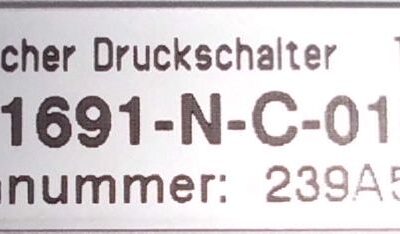 cher Druckschalter
1691-N-C-01
nummer: 239A5